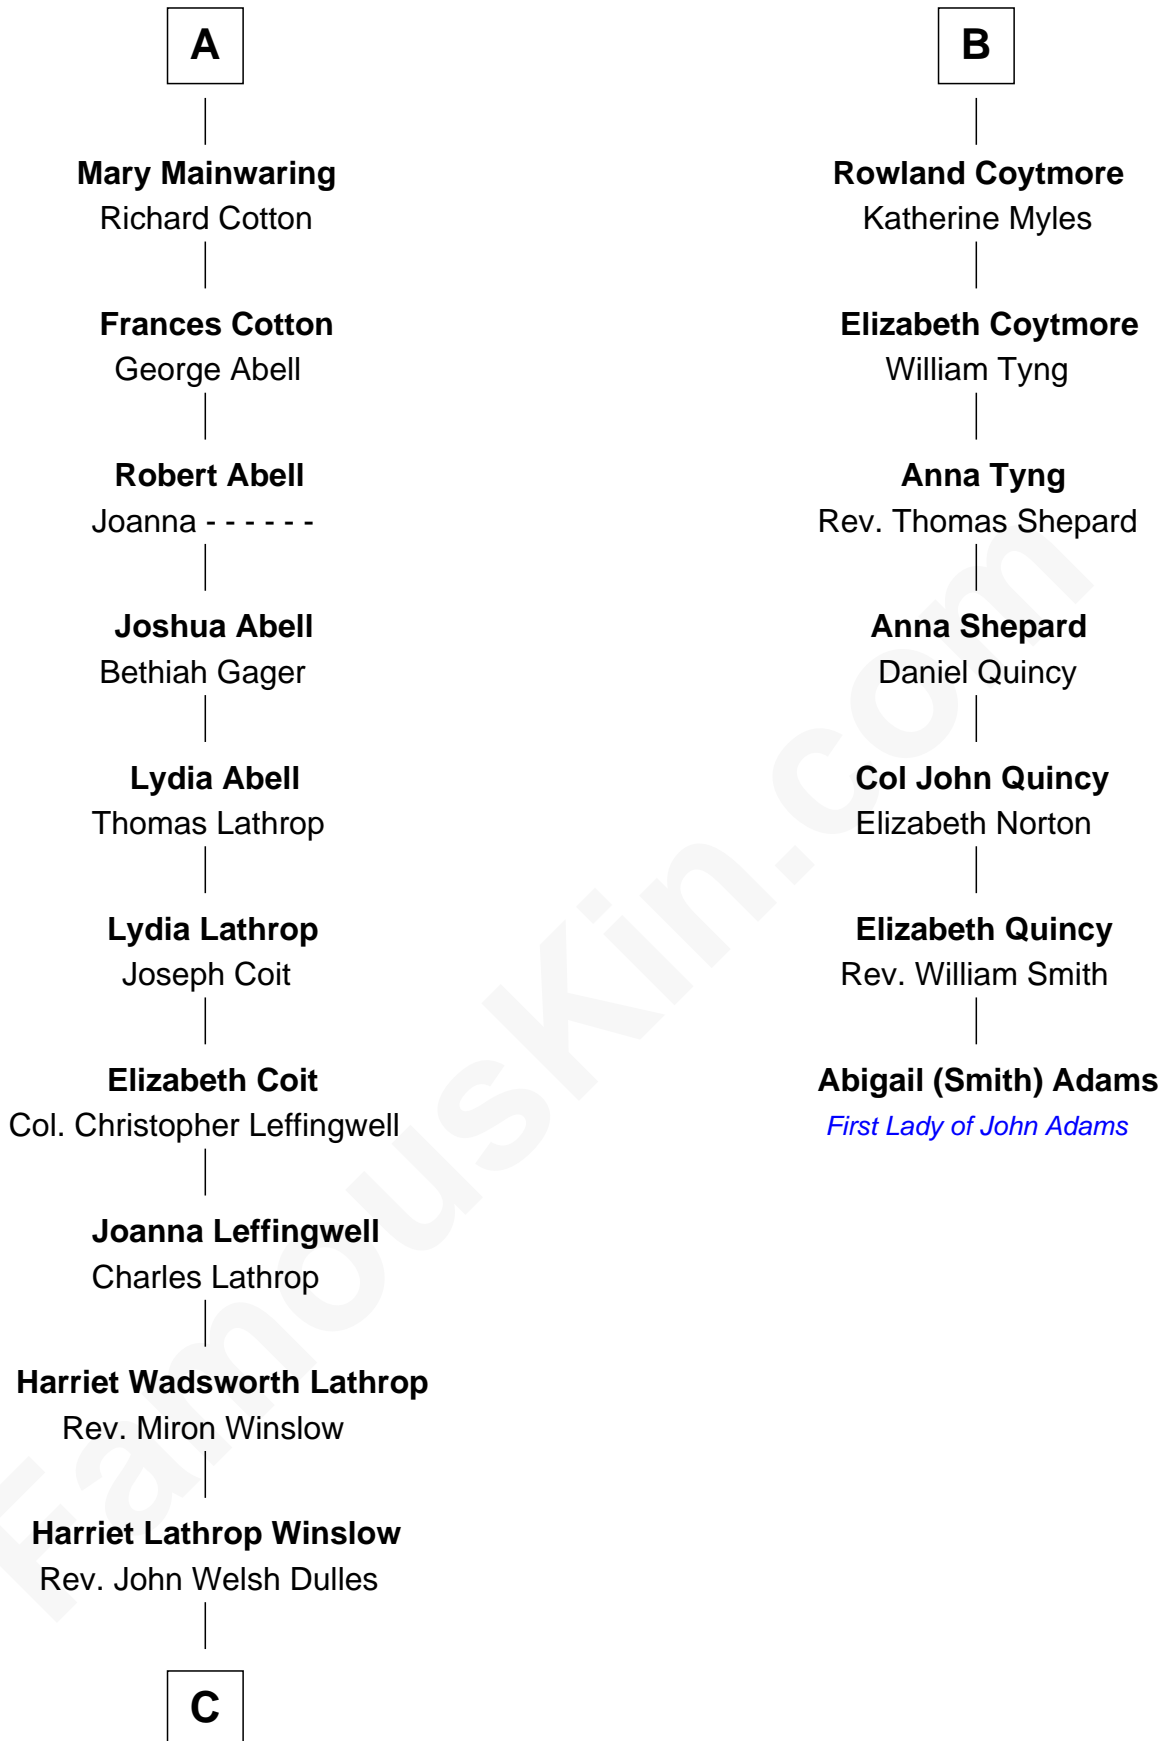 A
Mary Mainwaring
Richard Cotton
Frances Cotton
George Abell
Robert Abell
Joanna - - - - - -
Joshua Abell
Bethiah Gager
Lydia Abell
Thomas Lathrop
Lydia Lathrop
Joseph Coit
Elizabeth Coit
Col. Christopher Leffingwell
Joanna Leffingwell
Charles Lathrop
Harriet Wadsworth Lathrop
Rev. Miron Winslow
Harriet Lathrop Winslow
Rev. John Welsh Dulles
C
B
Rowland Coytmore
Katherine Myles
Elizabeth Coytmore
William Tyng
Anna Tyng
Rev. Thomas Shepard
Anna Shepard
Daniel Quincy
Col John Quincy
Elizabeth Norton
Elizabeth Quincy
Rev. William Smith
Abigail (Smith) Adams
First Lady of John Adams
FamousKin.com